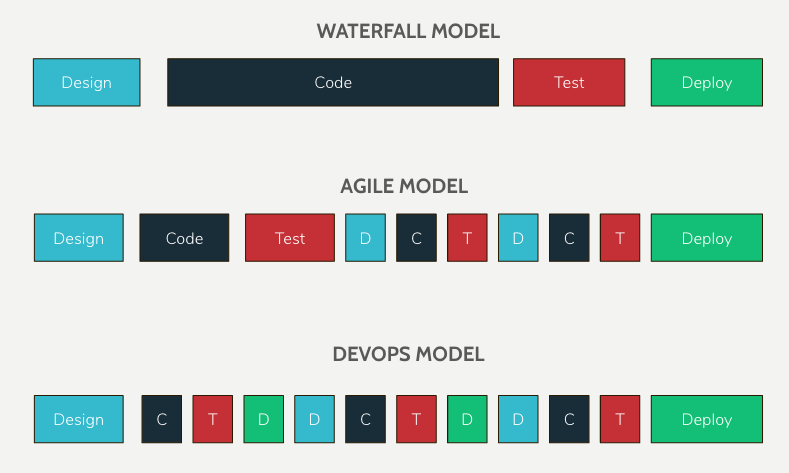 WATERFALL MODEL
Design Code Test Deploy
AGILE MODEL
Design Code Test D C T D C T Deploy
DEVOPS MODEL
Design C T D D C T D D C T Deploy